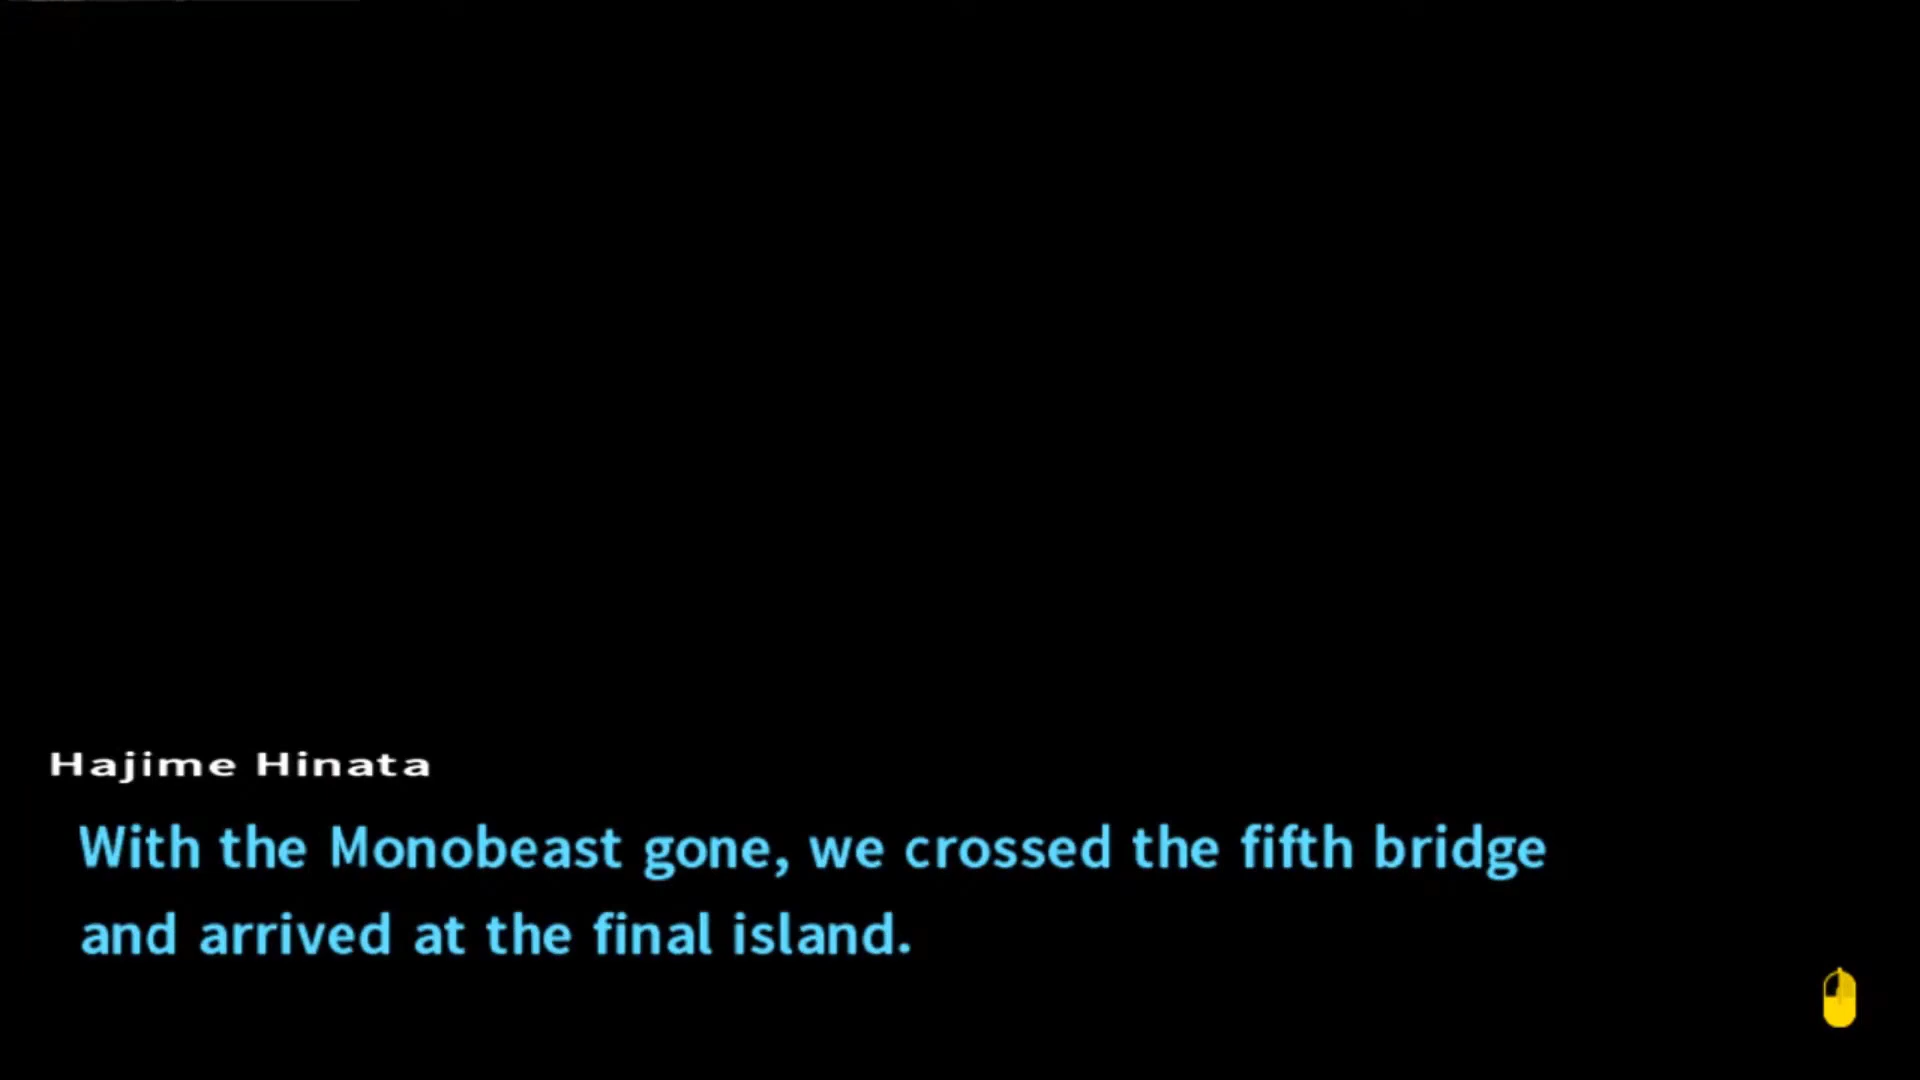 Hajime Hinata
With the Monobeast gone, we crossed the fifth bridge
and arrived at the final island.